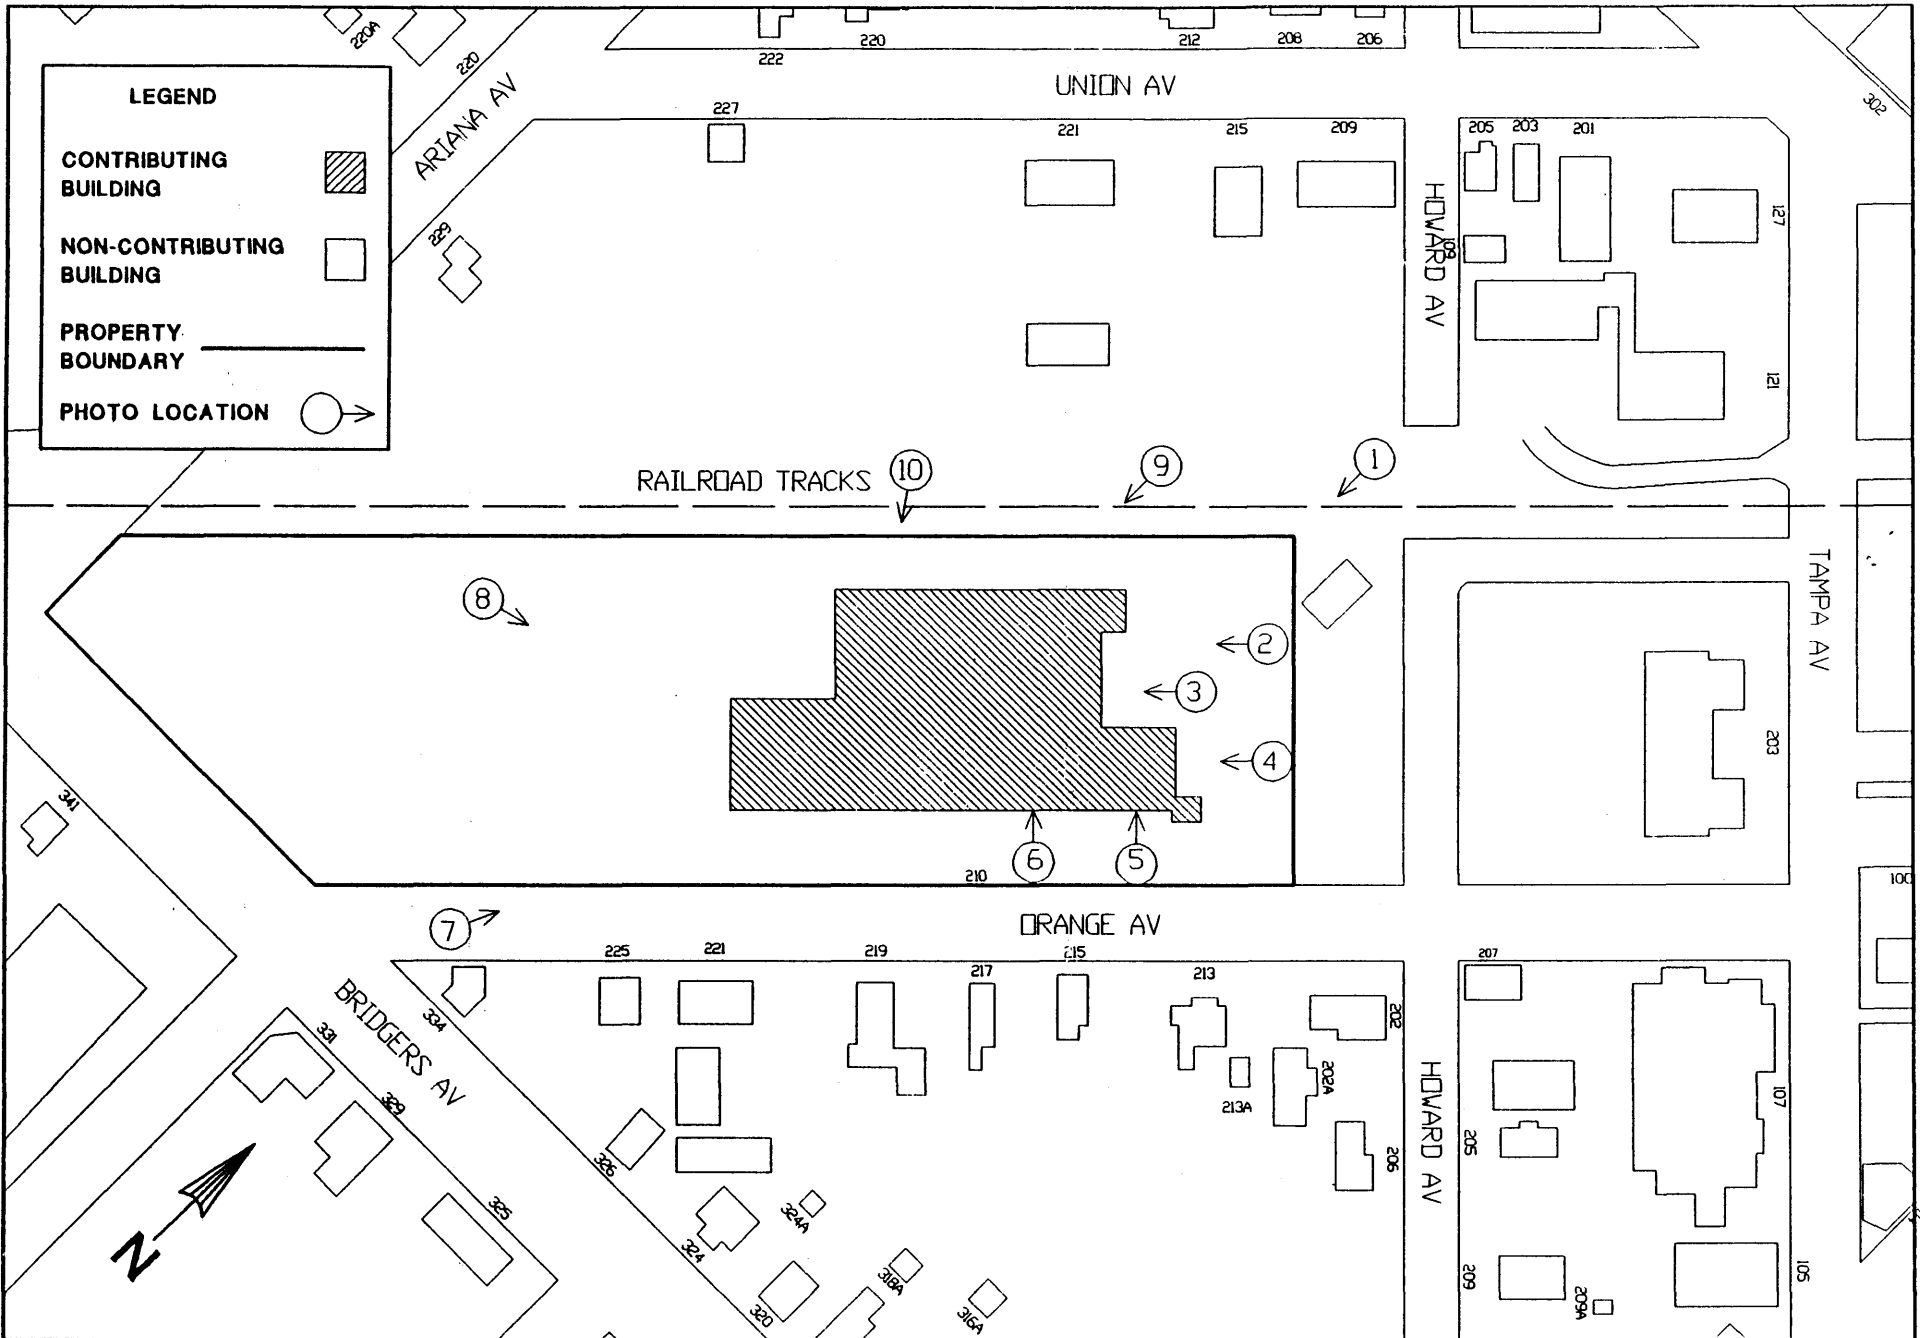 220A
220
222
220
212
208
206
302
LEGEND
CONTRIBUTING
BUILDING
NON-CONTRIBUTING
BUILDING
PROPERTY
BOUNDARY
PHOTO LOCATION
ARIANA AV
UNION AV
227
221
215
209
205
203
201
127
229
HOWARD AV
109
121
RAILROAD TRACKS
10
9
1
8
2
3
4
TAMPA AV
203
341
6
5
210
100
7
ORANGE AV
225
221
219
217
215
213
207
334
202
BRIDGERS AV
331
329
213A
202A
HOWARD AV
107
205
206
326
325
324A
324
N
318A
316A
320
209
209A
105